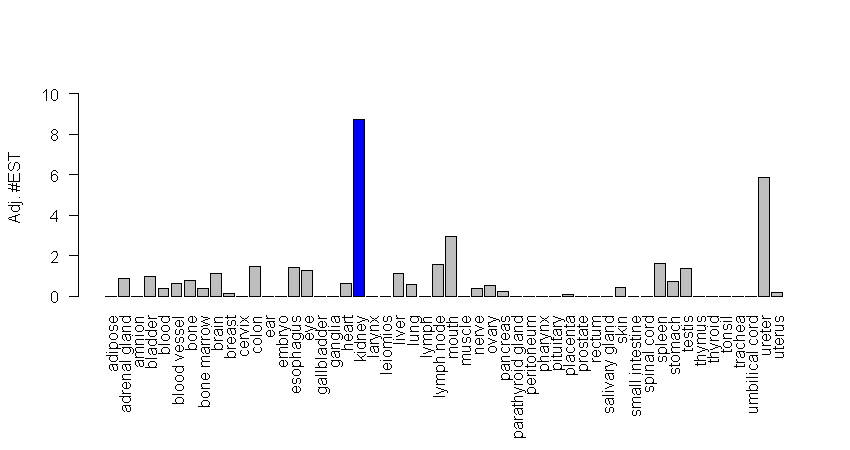 Adj. #EST
10
8
6
4
2
0
adipose
adrenal gland
amnion
bladder
blood
blood vessel
bone
bone marrow
brain
breast
cervix
colon
ear
embryo
esophagus
eye
gallbladder
ganglia
heart
kidney
larynx
leiomios
liver
lung
lymph
lymph node
mouth
muscle
nerve
ovary
pancreas
parathyroid gland
peritoneum
pharynx
pituitary
placenta
prostate
rectum
salivary gland
skin
small intestine
spinal cord
spleen
stomach
testis
thymus
thyroid
tonsil
trachea
umbilical cord
ureter
uterus